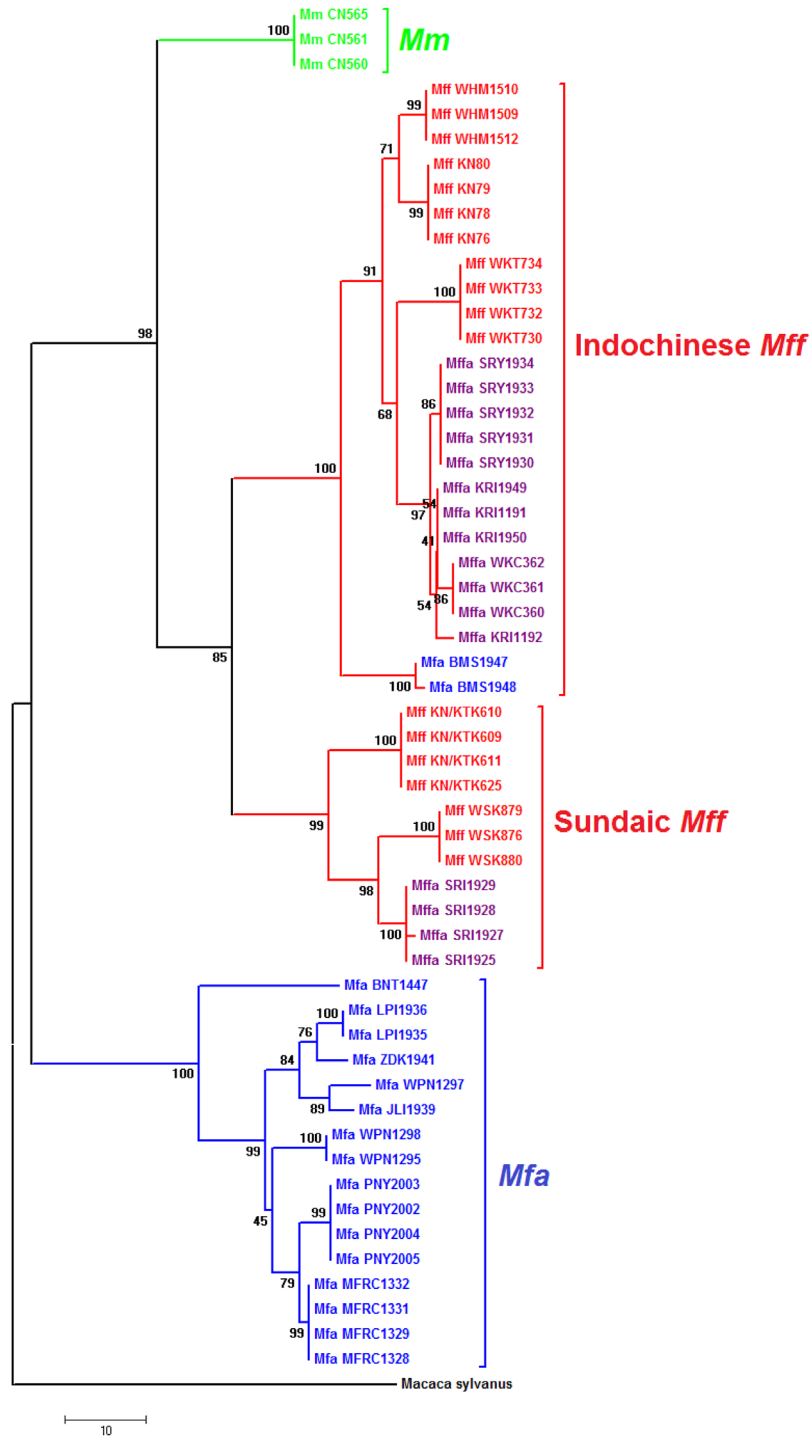 Mm CN565
100
Mm CN561
Mm
Mm CN560
Mff WHM1510
99
Mff WHM1509
Mff WHM1512
71
Mff KN80
Mff KN79
99
Mff KN78
Mff KN76
91
Mff WKT734
100
Mff WKT733
Mff WKT732
Mff WKT730
98
Indochinese Mff
Mffa SRY1934
Mffa SRY1933
86
68
Mffa SRY1932
Mffa SRY1931
Mffa SRY1930
100
Mffa KRI1949
54
97
Mffa KRI1191
41
Mffa KRI1950
Mffa WKC362
Mffa WKC361
54
86
Mffa WKC360
Mffa KRI1192
85
Mfa BMS1947
100
Mfa BMS1948
Mff KN/KTK610
100
Mff KN/KTK609
Mff KN/KTK611
Mff KN/KTK625
99
Mff WSK879
Sundaic Mff
100
Mff WSK876
Mff WSK880
98
Mffa SRI1929
Mffa SRI1928
100
Mffa SRI1927
Mffa SRI1925
Mfa BNT1447
100
Mfa LPI1936
76
Mfa LPI1935
84
Mfa ZDK1941
100
Mfa WPN1297
89
Mfa JLI1939
99
Mfa WPN1298
100
Mfa WPN1295
Mfa
Mfa PNY2003
99
Mfa PNY2002
45
Mfa PNY2004
Mfa PNY2005
79
Mfa MFRC1332
Mfa MFRC1331
99
Mfa MFRC1329
Mfa MFRC1328
Macaca sylvanus
10